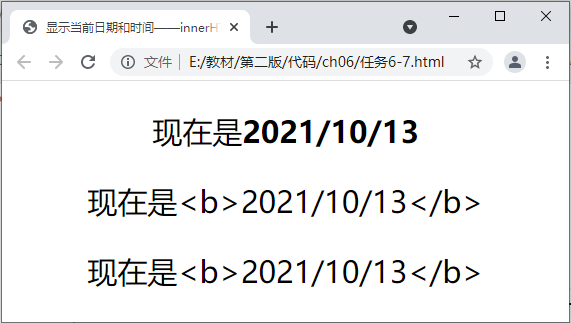 显示当前日期和时间——innerH
文件 E:/教材/第二版/代码/ch06/任务6-7.html
现在是2021/10/13
现在是<b>2021/10/13</b>
现在是<b>2021/10/13</b>